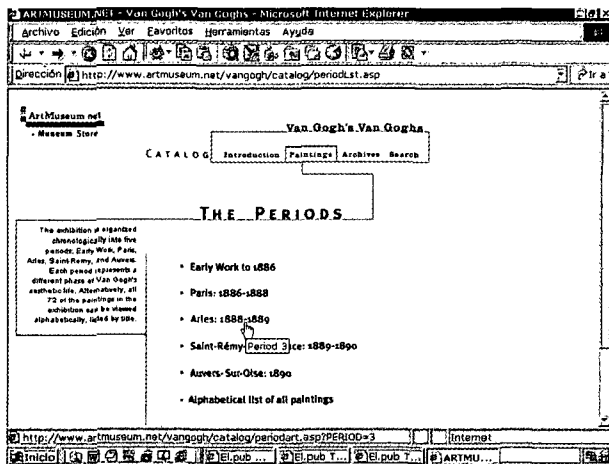 ARTMUSEUM.NET - Van Gogh's Van Goghs - Microsoft Internet Explorer
Archivo Edición Ver Favoritos Herramientas Ayuda
Dirección http://www.artmuseum.net/vangogh/catalog/periodLst.asp Ir a
ArtMuseum net
Museum Store
Van Gogh's Van Goghs
CATALOG Introduction Paintings Archives Search
THE PERIODS
The exhibition is organized
chronologically into five
periods, Early Work, Paris,
Arles, Saint-Remy, and Auvers.
Each period represents a
different phase of Van Gogh's
aesthetic life. Alternatively, all
72 of the paintings in the
exhibition can be viewed
alphabetically, listed by title.
Early Work to 1886
Paris: 1886-1888
Arles: 1888-1889
Saint-Rémy- Period 3 ce: 1889-1890
Auvers-Sur-Oise: 1890
Alphabetical list of all paintings
http://www.artmuseum.net/vangogh/catalog/periodart.asp?PERIOD=3 Internet
Inicio El.pub ... El.pub T... El.pub T... ARTMU...